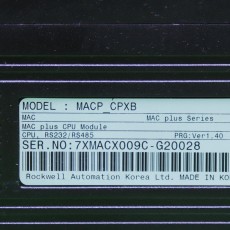 MODEL : MACP_CPXB
MAC MAC plus Series
MAC plus CPU Module
CPU, RS232/RS485 PRG:Ver1.40
SER.NO:7XMACX009C-G20028
Rockwell Automation Korea Ltd. MADE IN KO